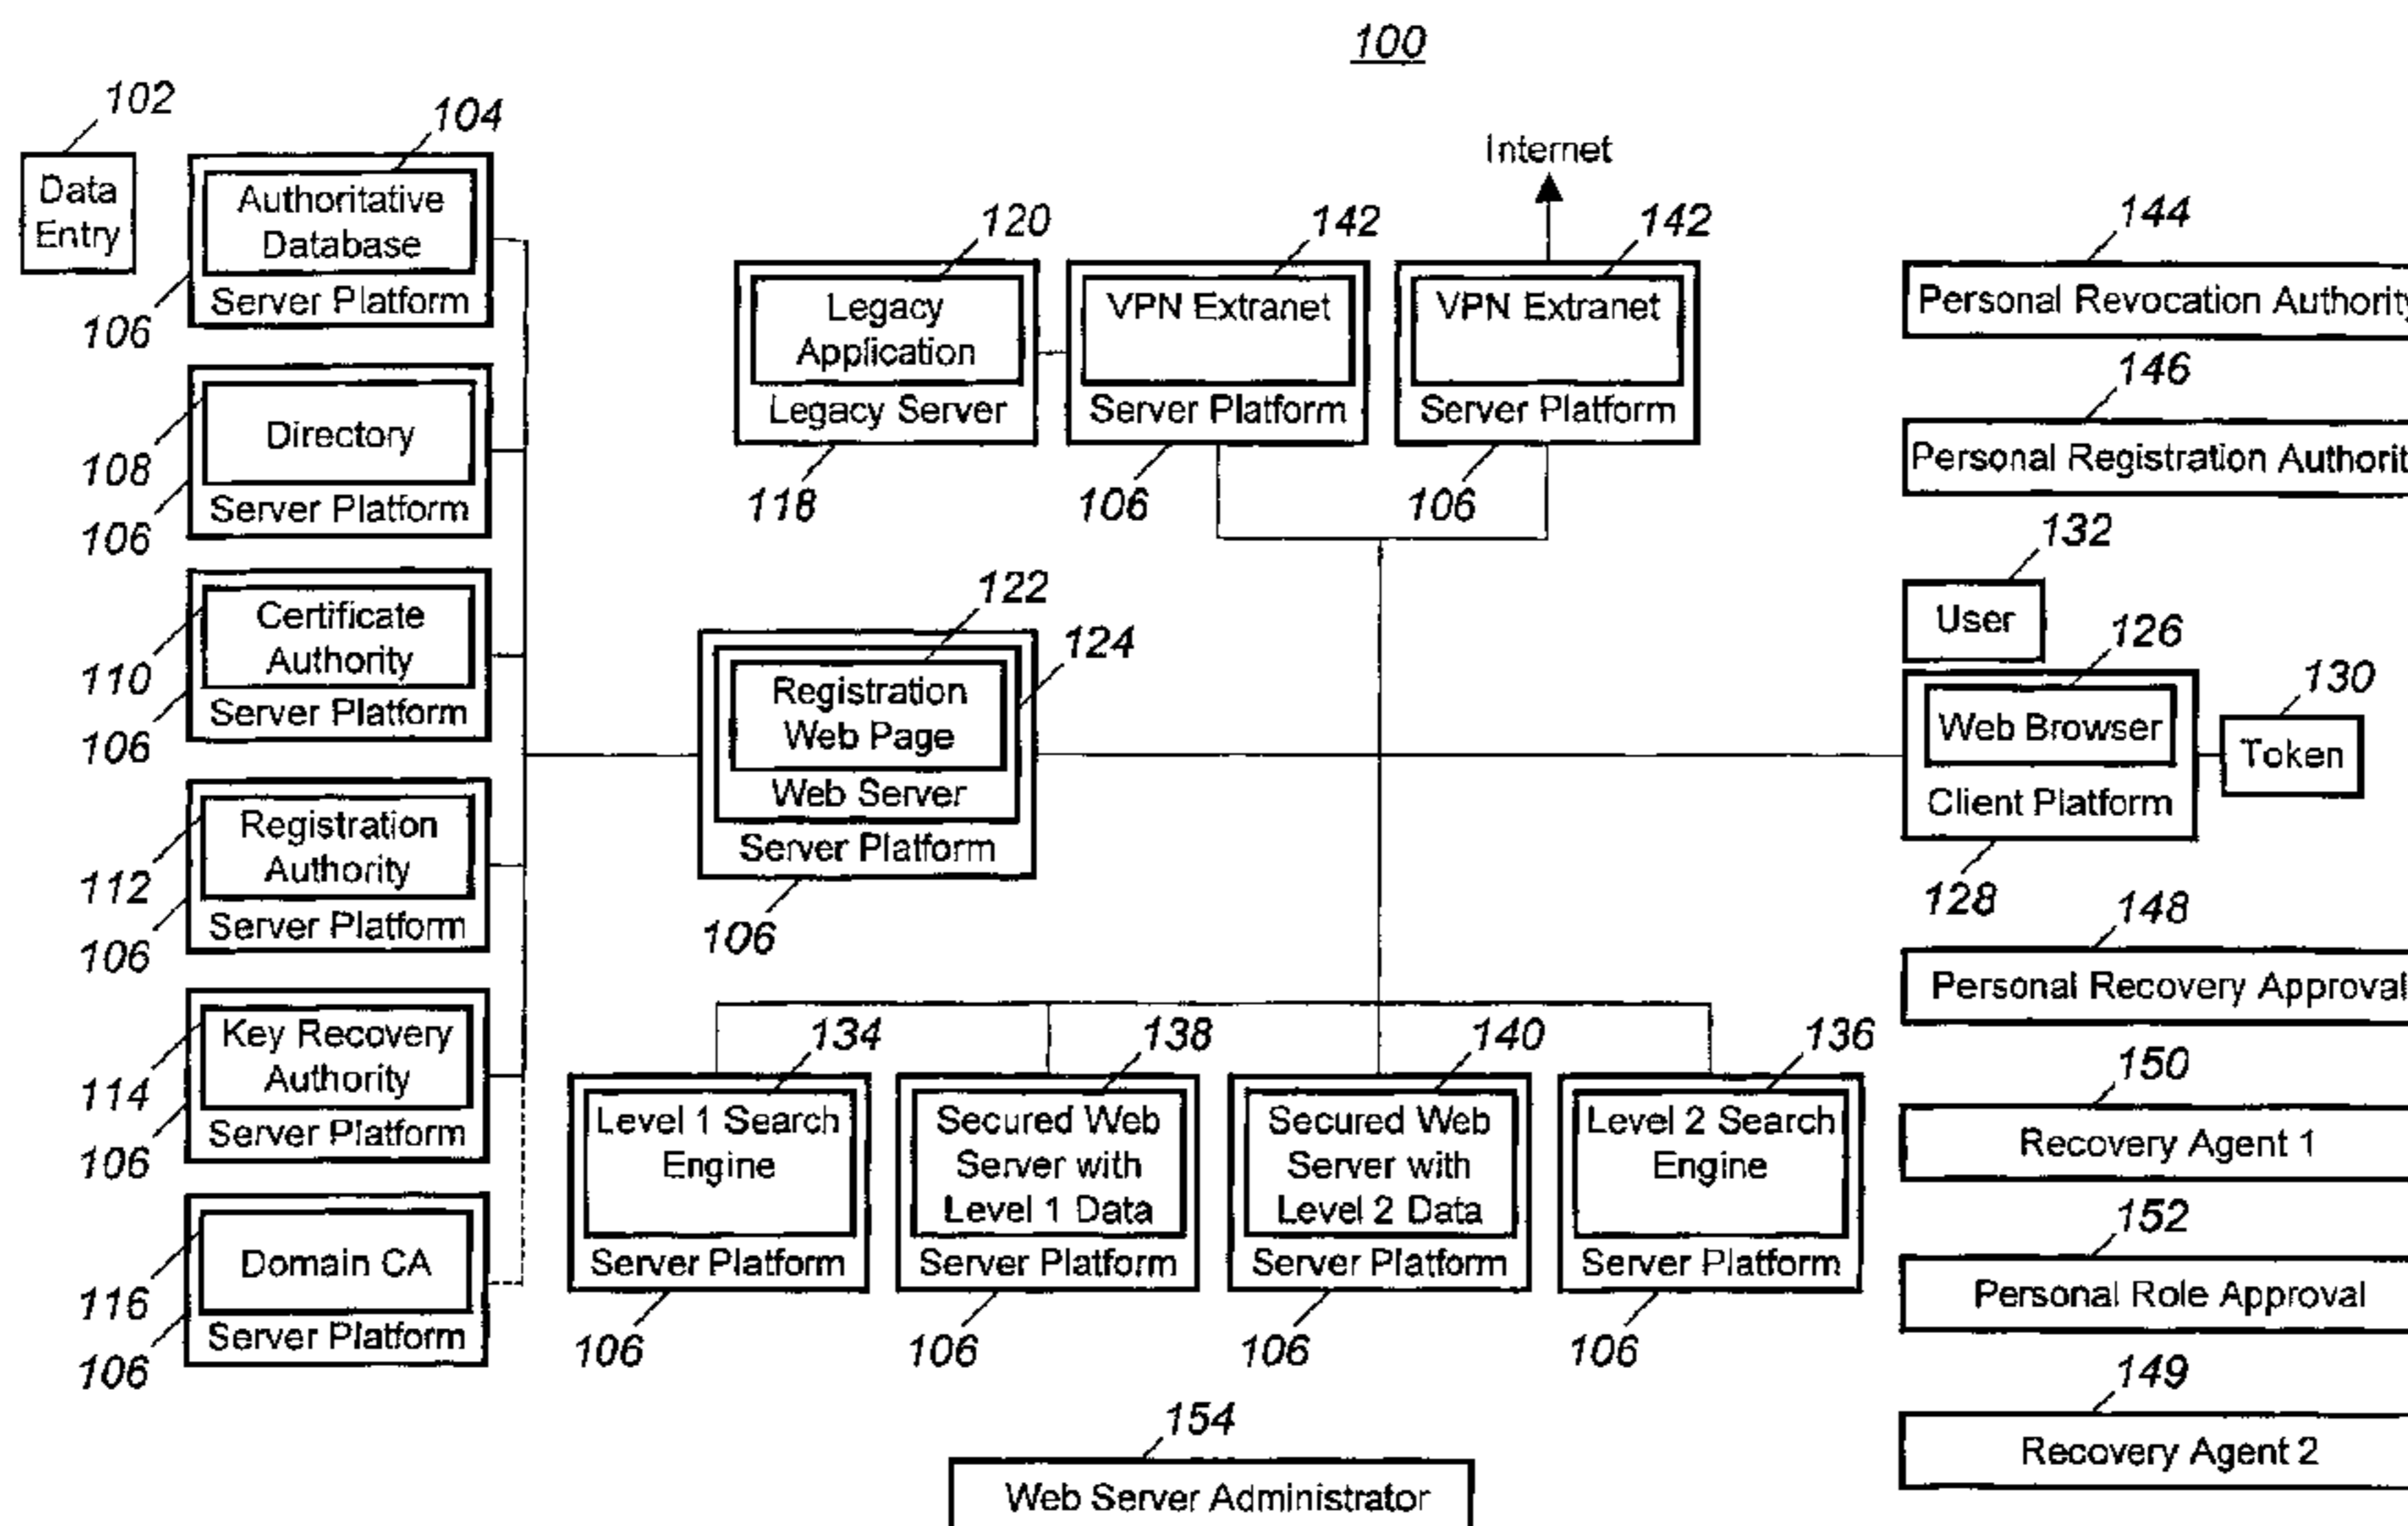 100
102
Data
Entry
104
Authoritative
Database
Server Platform
106
108
Directory
Server Platform
106
110
Certificate
Authority
Server Platform
106
112
Registration
Authority
Server Platform
106
114
Key Recovery
Authority
Server Platform
106
116
Domain CA
Server Platform
106
Internet
120
Legacy
Application
Legacy Server
118
142
VPN Extranet
Server Platform
106
142
VPN Extranet
Server Platform
106
122
124
Registration
Web Page
Web Server
Server Platform
106
134
Level 1 Search
Engine
Server Platform
106
138
Secured Web
Server with
Level 1 Data
Server Platform
106
140
Secured Web
Server with
Level 2 Data
Server Platform
106
136
Level 2 Search
Engine
Server Platform
106
154
Web Server Administrator
144
Personal Revocation Authority
146
Personal Registration Authorit
132
User
126
Web Browser
Client Platform
128
130
Token
148
Personal Recovery Approval
150
Recovery Agent 1
152
Personal Role Approval
149
Recovery Agent 2